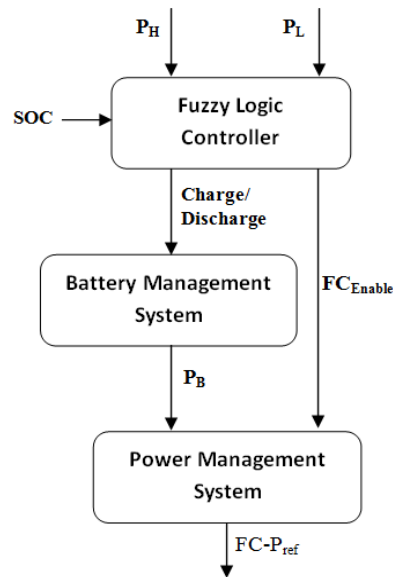 P_H
P_L
Fuzzy Logic
Controller
SOC
Charge/
Discharge
Battery Management
System
FC_Enable
P_B
Power Management
System
FC-P_ref